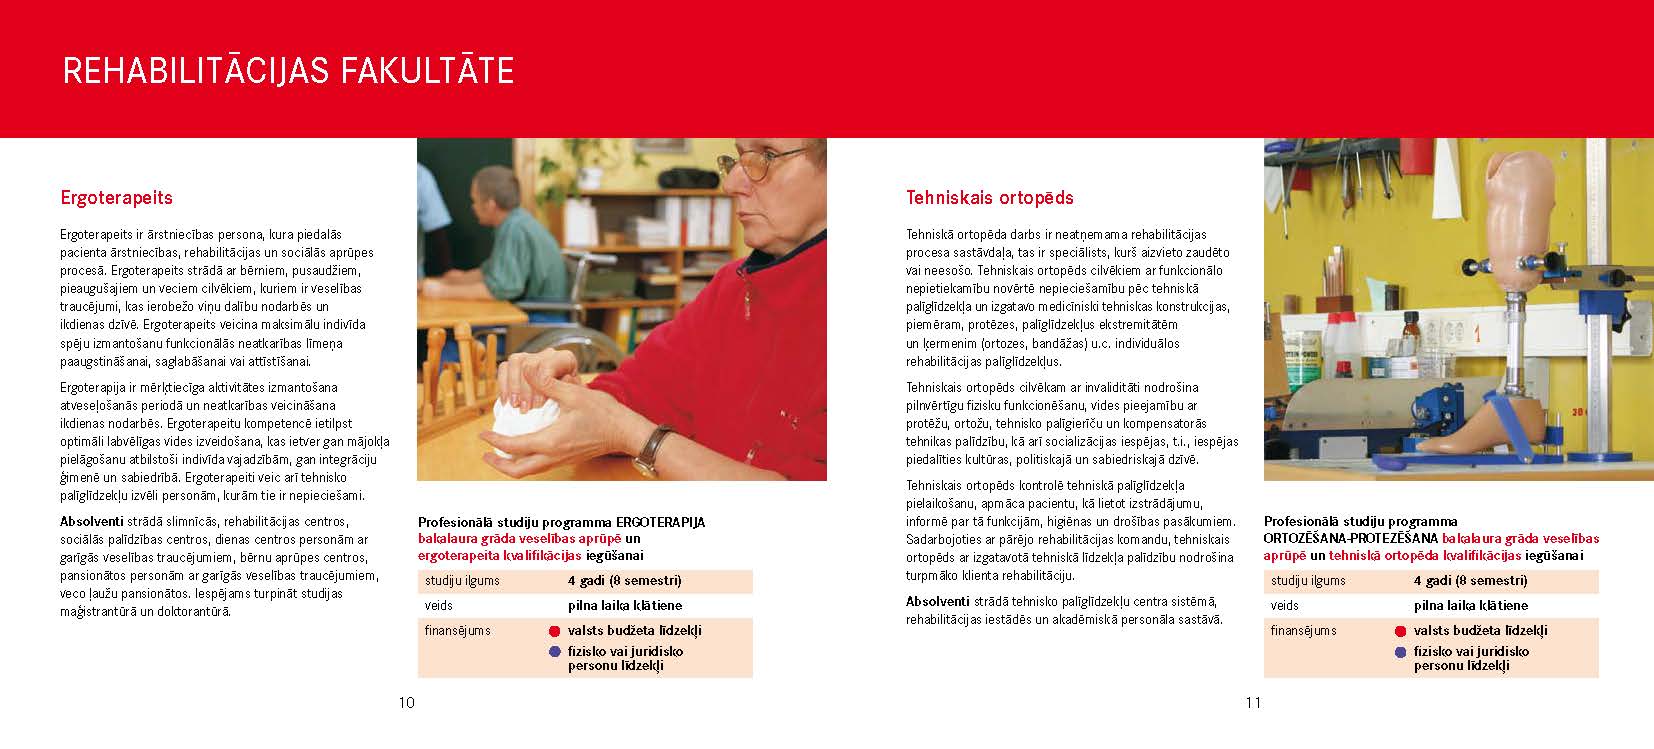 REHABILITĀCIJAS FAKULTĀTE
Ergoterapeits
Ergoterapeits ir ārstniecības persona, kura piedalās
pacienta ārstniecības, rehabilitācijas un sociālās aprūpes
procesā. Ergoterapeits strādā ar bērniem, pusaudžiem,
pieaugušajiem un veciem cilvēkiem, kuriem ir veselības
traucējumi, kas ierobežo viņu dalību nodarbēs un
ikdienas dzīvē. Ergoterapeits veicina maksimālu indivīda
spēju izmantošanu funkcionālās neatkarības līmeņa
paaugstināšanai, saglabāšanai vai attīstīšanai.
Ergoterapija ir mērķtiecīga aktivitātes izmantošana
atveseļošanās periodā un neatkarības veicināšana
ikdienas nodarbēs. Ergoterapeitu kompetencē ietilpst
optimāli labvēlīgas vides izveidošana, kas ietver gan mājokļa
pielāgošanu atbilstoši indivīda vajadzībām, gan integrāciju
ģimenē un sabiedrībā. Ergoterapeiti veic arī tehnisko
palīglīdzekļu izvēli personām, kurām tie ir nepieciešami.
Absolventi strādā slimnīcās, rehabilitācijas centros,
sociālās palīdzības centros, dienas centros personām ar
garīgās veselības traucējumiem, bērnu aprūpes centros,
pansionātos personām ar garīgās veselības traucējumiem,
veco ļaužu pansionātos. Iespējams turpināt studijas
maģistrantūrā un doktorantūrā.
Profesionālā studiju programma ERGOTERAPIJA
bakalaura grāda veselības aprūpē un
ergoterapeita kvalifikācijas iegūšanai
studiju ilgums 4 gadi (8 semestri)
veids pilna laika klātiene
finansējums valsts budžeta līdzekļi
fizisko vai juridisko
personu līdzekļi
10
Tehniskais ortopēds
Tehniskā ortopēda darbs ir neatņemama rehabilitācijas
procesa sastāvdaļa, tas ir speciālists, kurš aizvieto zaudēto
vai neesošo. Tehniskais ortopēds cilvēkiem ar funkcionālo
nepietiekamību novērtē nepieciešamību pēc tehniskā
palīglīdzekļa un izgatavo medicīniski tehniskas konstrukcijas,
piemēram, protēzes, palīglīdzekļus ekstremitātēm
un ķermenim (ortozes, bandāžas) u.c. individuālos
rehabilitācijas palīglīdzekļus.
Tehniskais ortopēds cilvēkam ar invaliditāti nodrošina
pilnvērtīgu fizisku funkcionēšanu, vides pieejamību ar
protēžu, ortožu, tehnisko palīgierīču un kompensatorās
tehnikas palīdzību, kā arī socializācijas iespējas, t.i., iespējas
piedalīties kultūras, politiskajā un sabiedriskajā dzīvē.
Tehniskais ortopēds kontrolē tehniskā palīglīdzekļa
pielaikošanu, apmāca pacientu, kā lietot izstrādājumu,
informē par tā funkcijām, higiēnas un drošības pasākumiem.
Sadarbojoties ar pārējo rehabilitācijas komandu, tehniskais
ortopēds ar izgatavotā tehniskā līdzekļa palīdzību nodrošina
turpmāko klienta rehabilitāciju.
Absolventi strādā tehnisko palīglīdzekļu centra sistēmā,
rehabilitācijas iestādēs un akadēmiskā personāla sastāvā.
1
Profesionālā studiju programma
ORTOZĒŠANA-PROTEZĒŠANA bakalaura grāda veselības
aprūpē un tehniskā ortopēda kvalifikācijas iegūšanai
studiju ilgums 4 gadi (8 semestri)
veids pilna laika klātiene
finansējums valsts budžeta līdzekļi
fizisko vai juridisko
personu līdzekļi
11